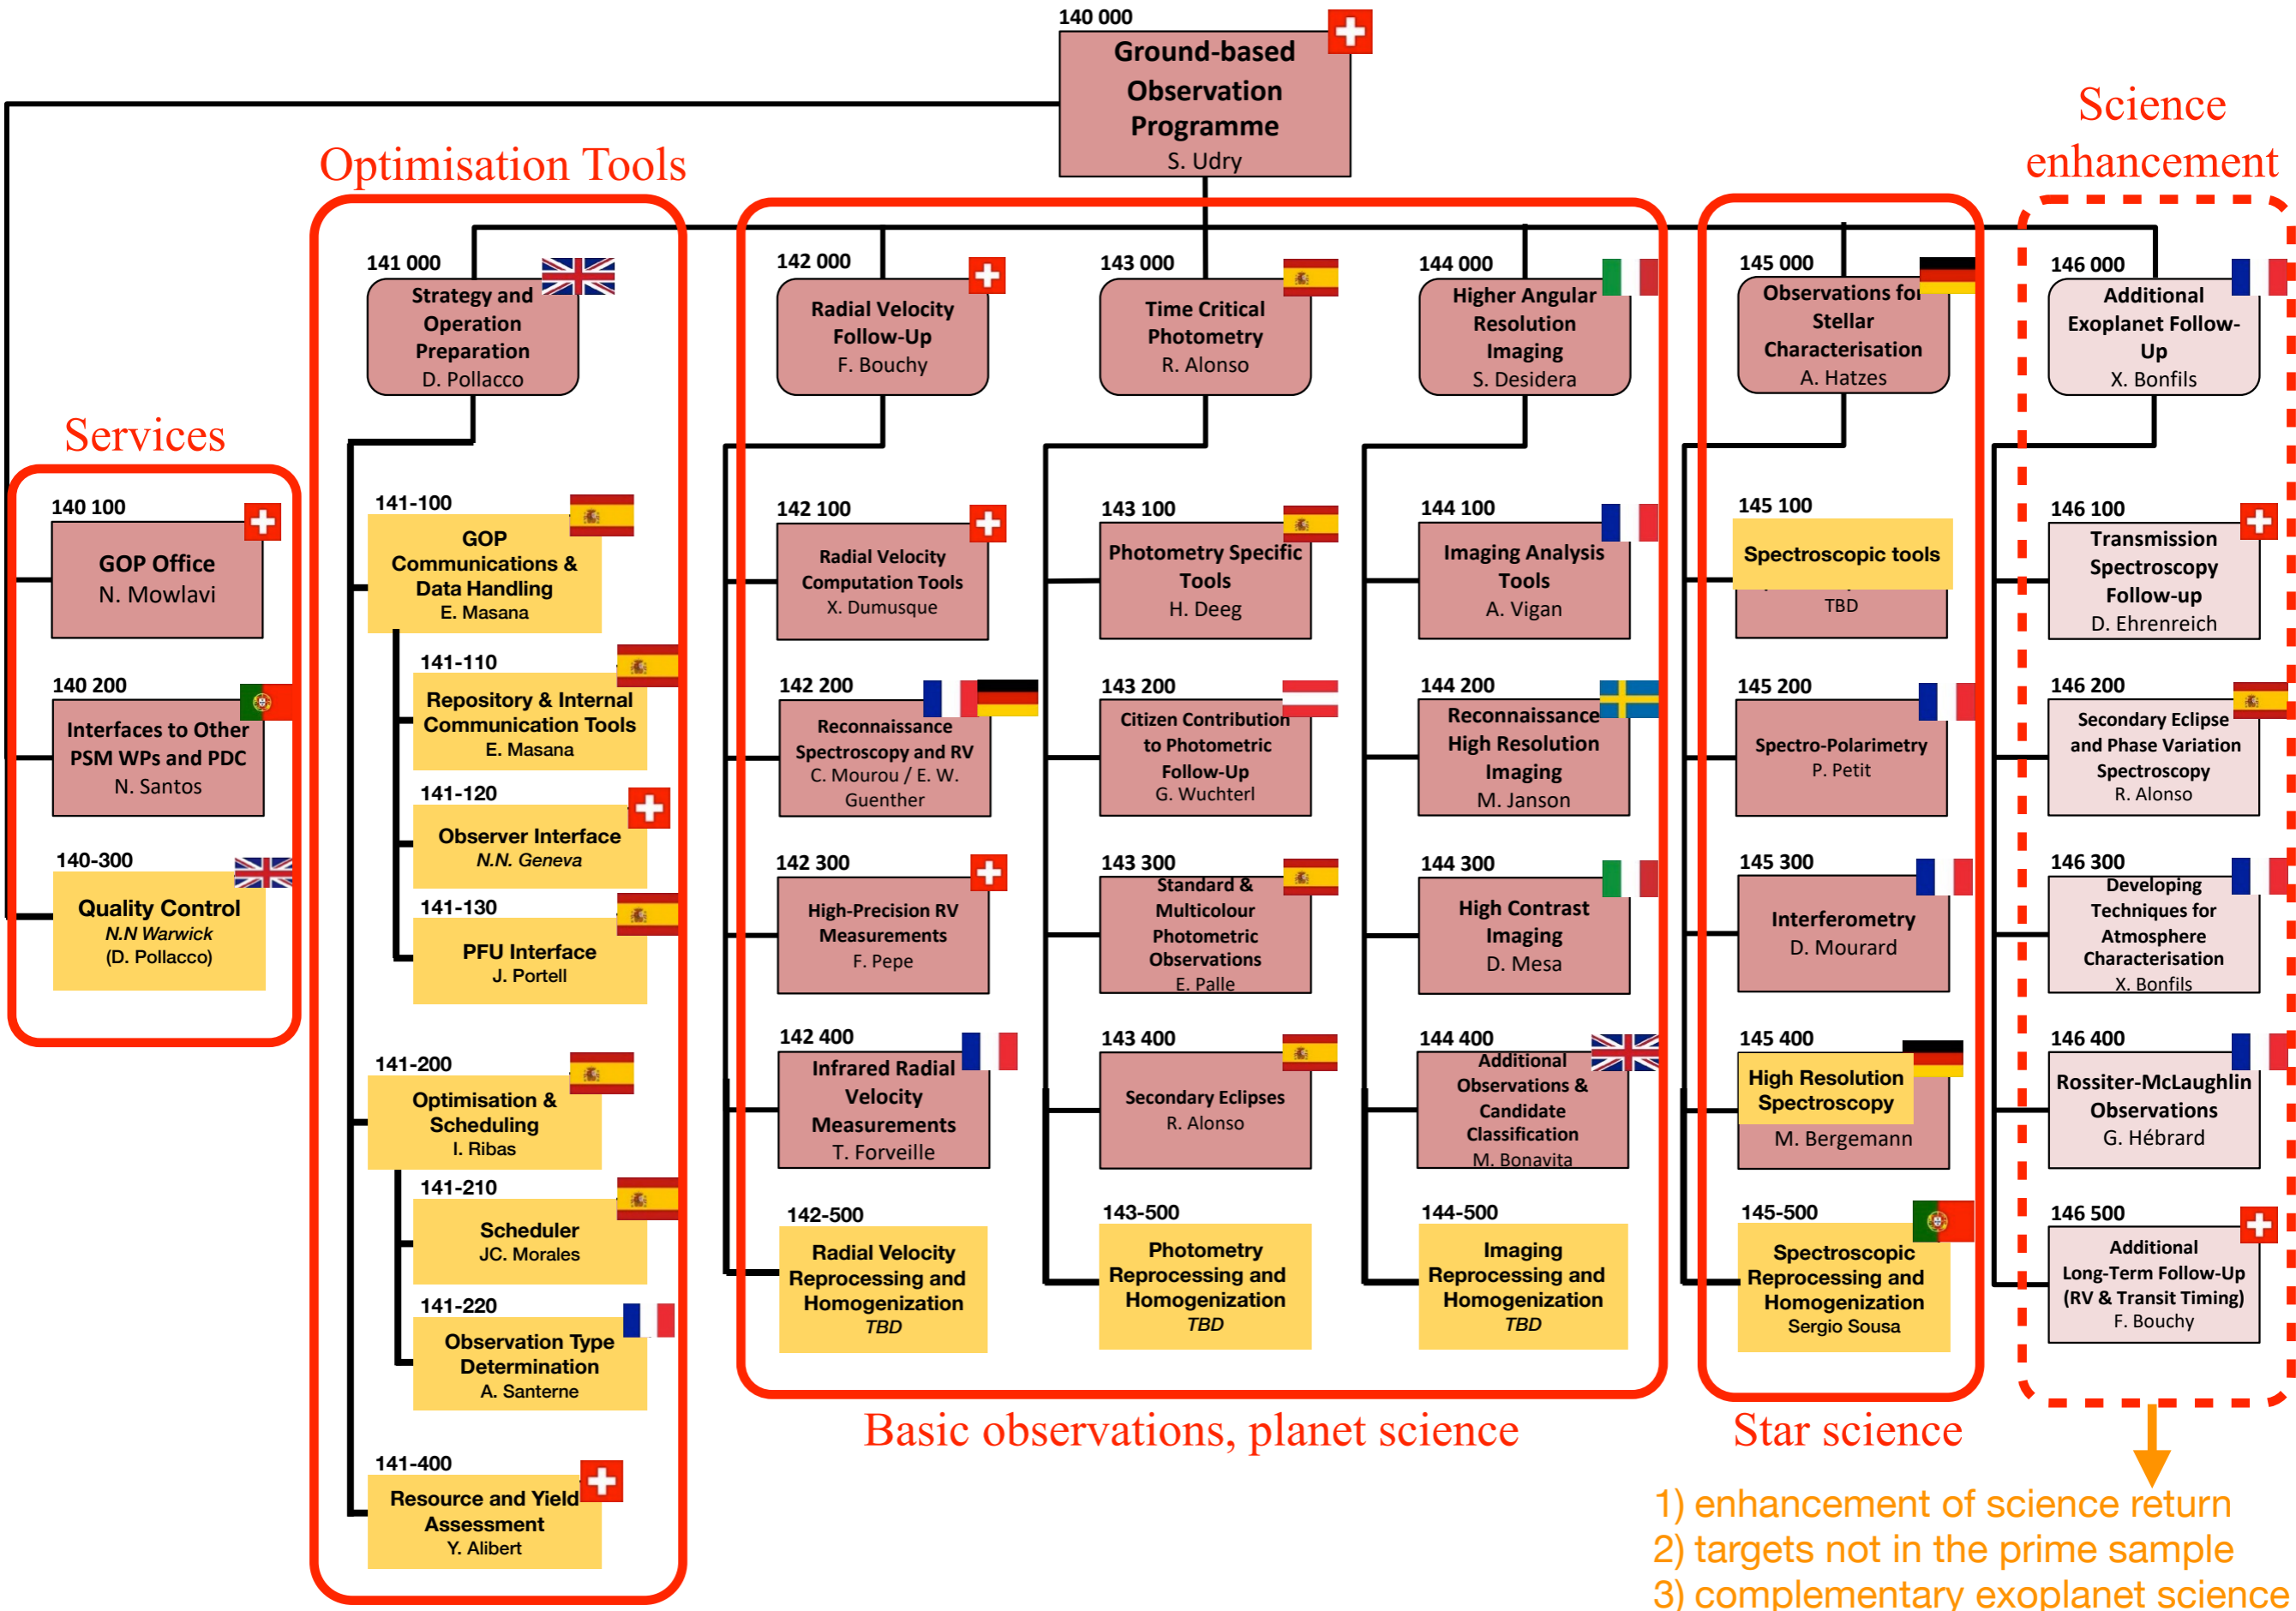 140 000
Ground-based
Observation
Programme
S. Udry
Science
enhancement
Optimisation Tools
Services
140 100
GOP Office
N. Mowlavi
140 200
Interfaces to Other
PSM WPs and PDC
N. Santos
140-300
Quality Control
N.N Warwick
(D. Pollacco)
141 000
Strategy and
Operation
Preparation
D. Pollacco
141-100
GOP
Communications &
Data Handling
E. Masana
141-110
Repository & Internal
Communication Tools
E. Masana
141-120
Observer Interface
N.N. Geneva
141-130
PFU Interface
J. Portell
141-200
Optimisation &
Scheduling
I. Ribas
141-210
Scheduler
JC. Morales
141-220
Observation Type
Determination
A. Santerne
141-400
Resource and Yield
Assessment
Y. Alibert
142 000
Radial Velocity
Follow-Up
F. Bouchy
142 100
Radial Velocity
Computation Tools
X. Dumusque
142 200
Reconnaissance
Spectroscopy and RV
C. Mourou / E. W.
Guenther
142 300
High-Precision RV
Measurements
F. Pepe
142 400
Infrared Radial
Velocity
Measurements
T. Forveille
142-500
Radial Velocity
Reprocessing and
Homogenization
TBD
143 000
Time Critical
Photometry
R. Alonso
143 100
Photometry Specific
Tools
H. Deeg
143 200
Citizen Contribution
to Photometric
Follow-Up
G. Wuchterl
143 300
Standard &
Multicolour
Photometric
Observations
E. Palle
143 400
Secondary Eclipses
R. Alonso
143-500
Photometry
Reprocessing and
Homogenization
TBD
144 000
Higher Angular
Resolution
Imaging
S. Desidera
144 100
Imaging Analysis
Tools
A. Vigan
144 200
Reconnaissance
High Resolution
Imaging
M. Janson
144 300
High Contrast
Imaging
D. Mesa
144 400
Additional
Observations &
Candidate
Classification
M. Bonavita
144-500
Imaging
Reprocessing and
Homogenization
TBD
Basic observations, planet science
145 000
Observations for
Stellar
Characterisation
A. Hatzes
145 100
Spectroscopic tools
TBD
145 200
Spectro-Polarimetry
P. Petit
145 300
Interferometry
D. Mourard
145 400
High Resolution
Spectroscopy
M. Bergemann
145-500
Spectroscopic
Reprocessing and
Homogenization
Sergio Sousa
Star science
146 000
Additional
Exoplanet Follow-
Up
X. Bonfils
146 100
Transmission
Spectroscopy
Follow-up
D. Ehrenreich
146 200
Secondary Eclipse
and Phase Variation
Spectroscopy
R. Alonso
146 300
Developing
Techniques for
Atmosphere
Characterisation
X. Bonfils
146 400
Rossiter-McLaughlin
Observations
G. Hébrard
146 500
Additional
Long-Term Follow-Up
(RV & Transit Timing)
F. Bouchy
1) enhancement of science return
2) targets not in the prime sample
3) complementary exoplanet science